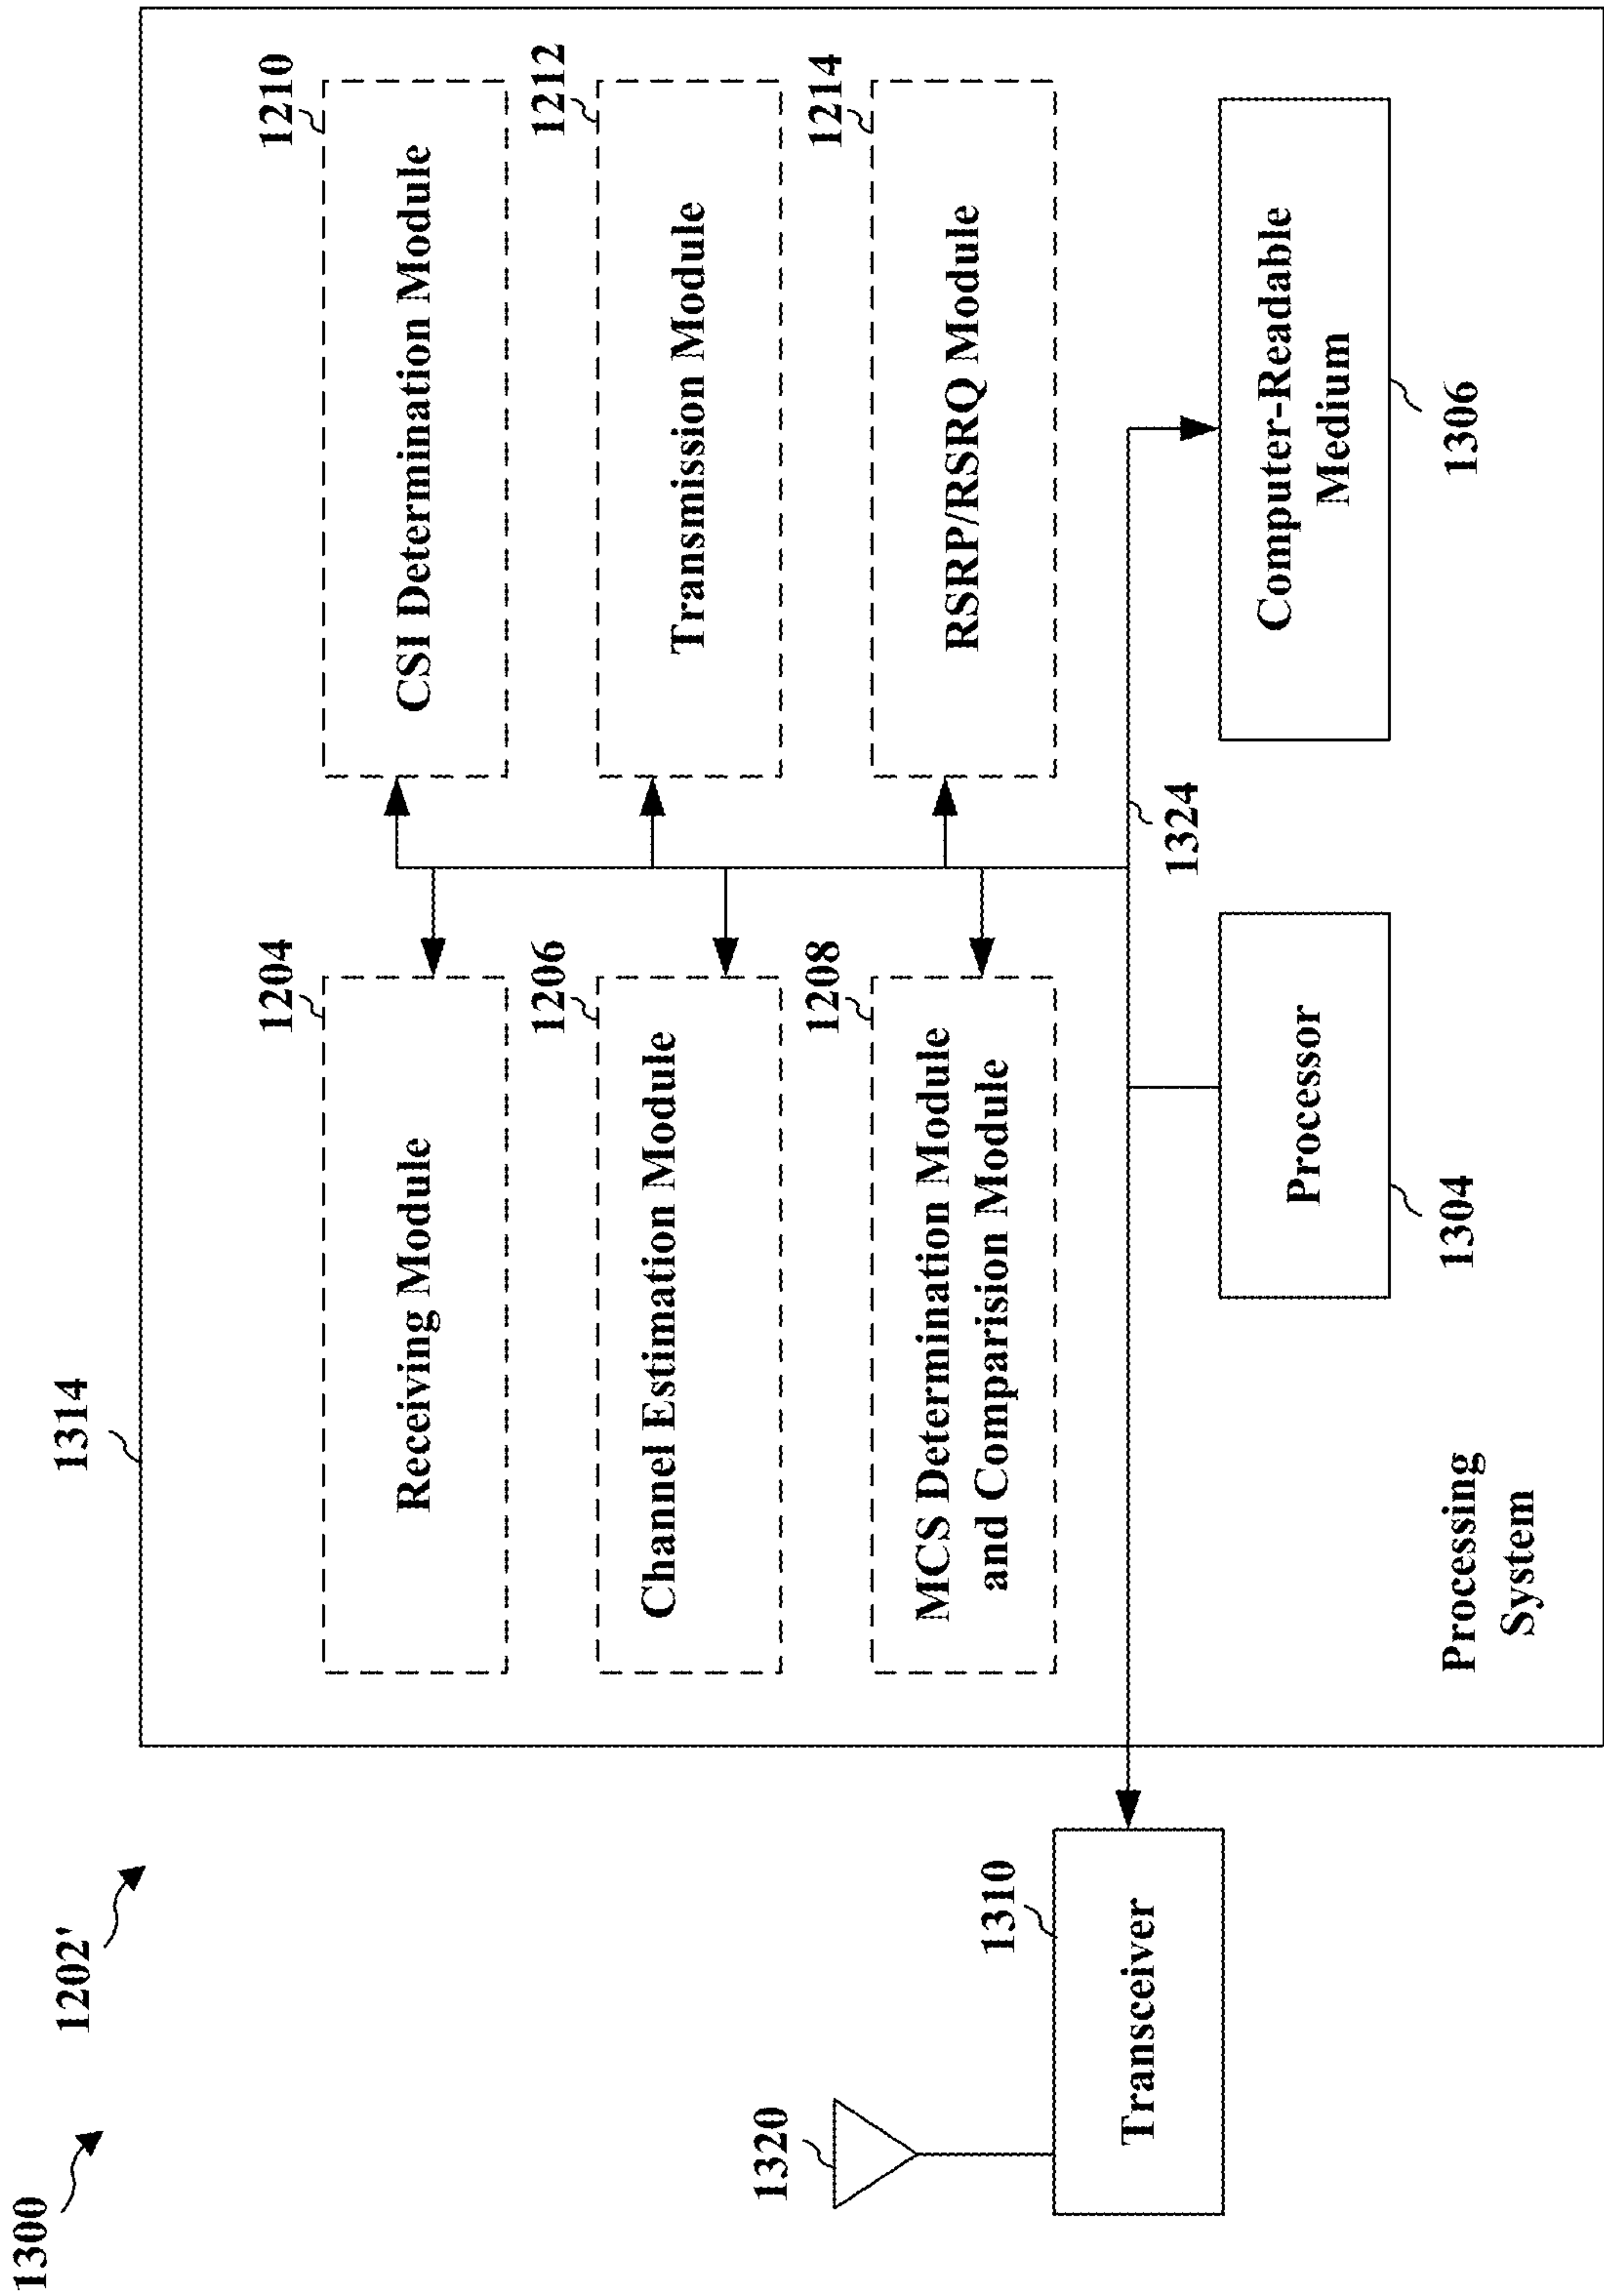 1300
1202'
1314
1204
Receiving Module
1210
CSI Determination Module
1206
Channel Estimation Module
1212
Transmission Module
1208
MCS Determination Module
and Comparision Module
1214
RSRP/RSRQ Module
1320
1310
Transceiver
1324
Processor
1304
Computer-Readable
Medium
1306
Processing
System